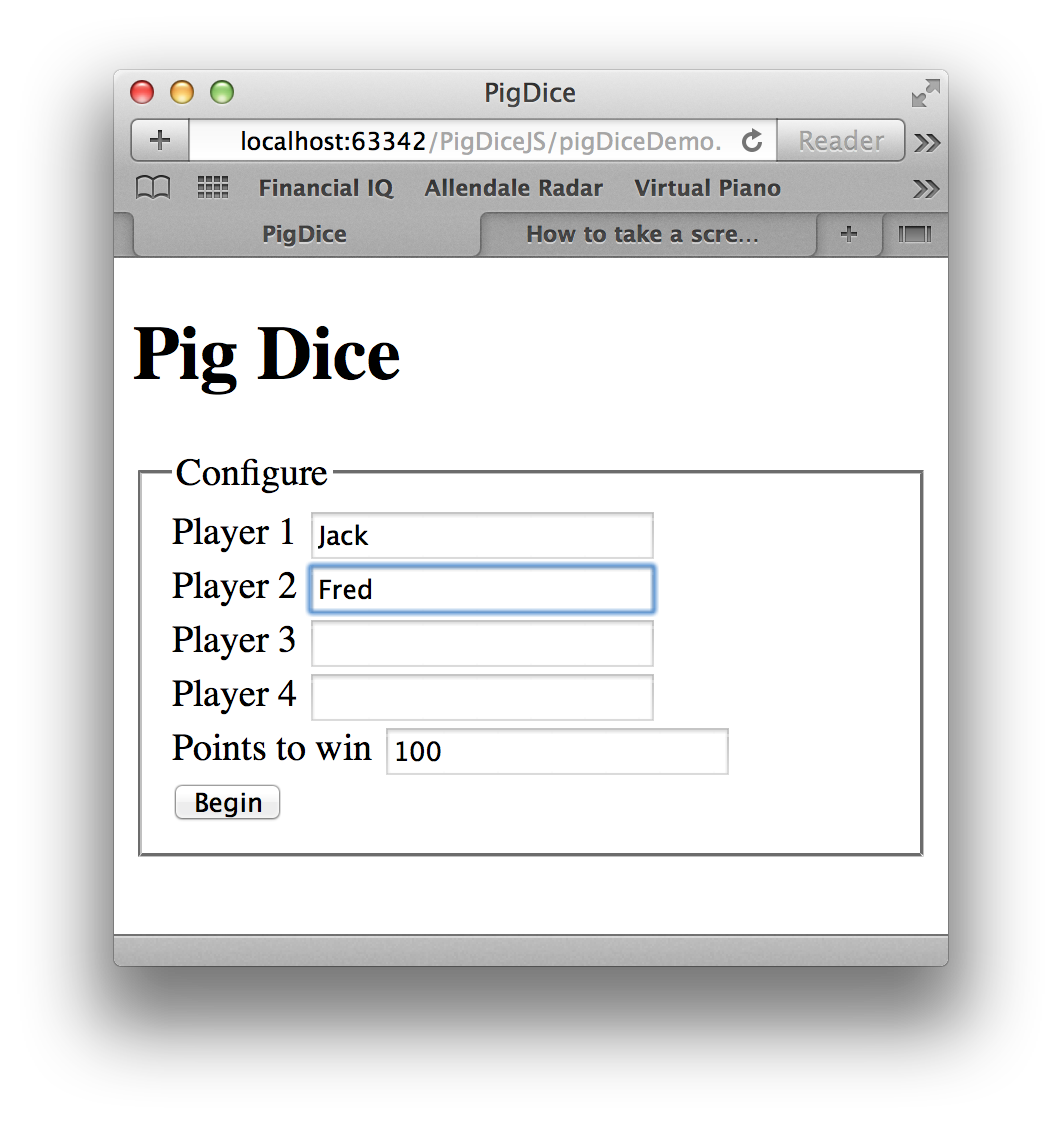 PigDice
localhost:63342/PigDiceJS/pigDiceDemo. Reader
Financial IQ Allendale Radar Virtual Piano
PigDice How to take a scre...
Pig Dice
Configure
Player 1 Jack
Player 2 Fred
Player 3
Player 4
Points to win 100
Begin